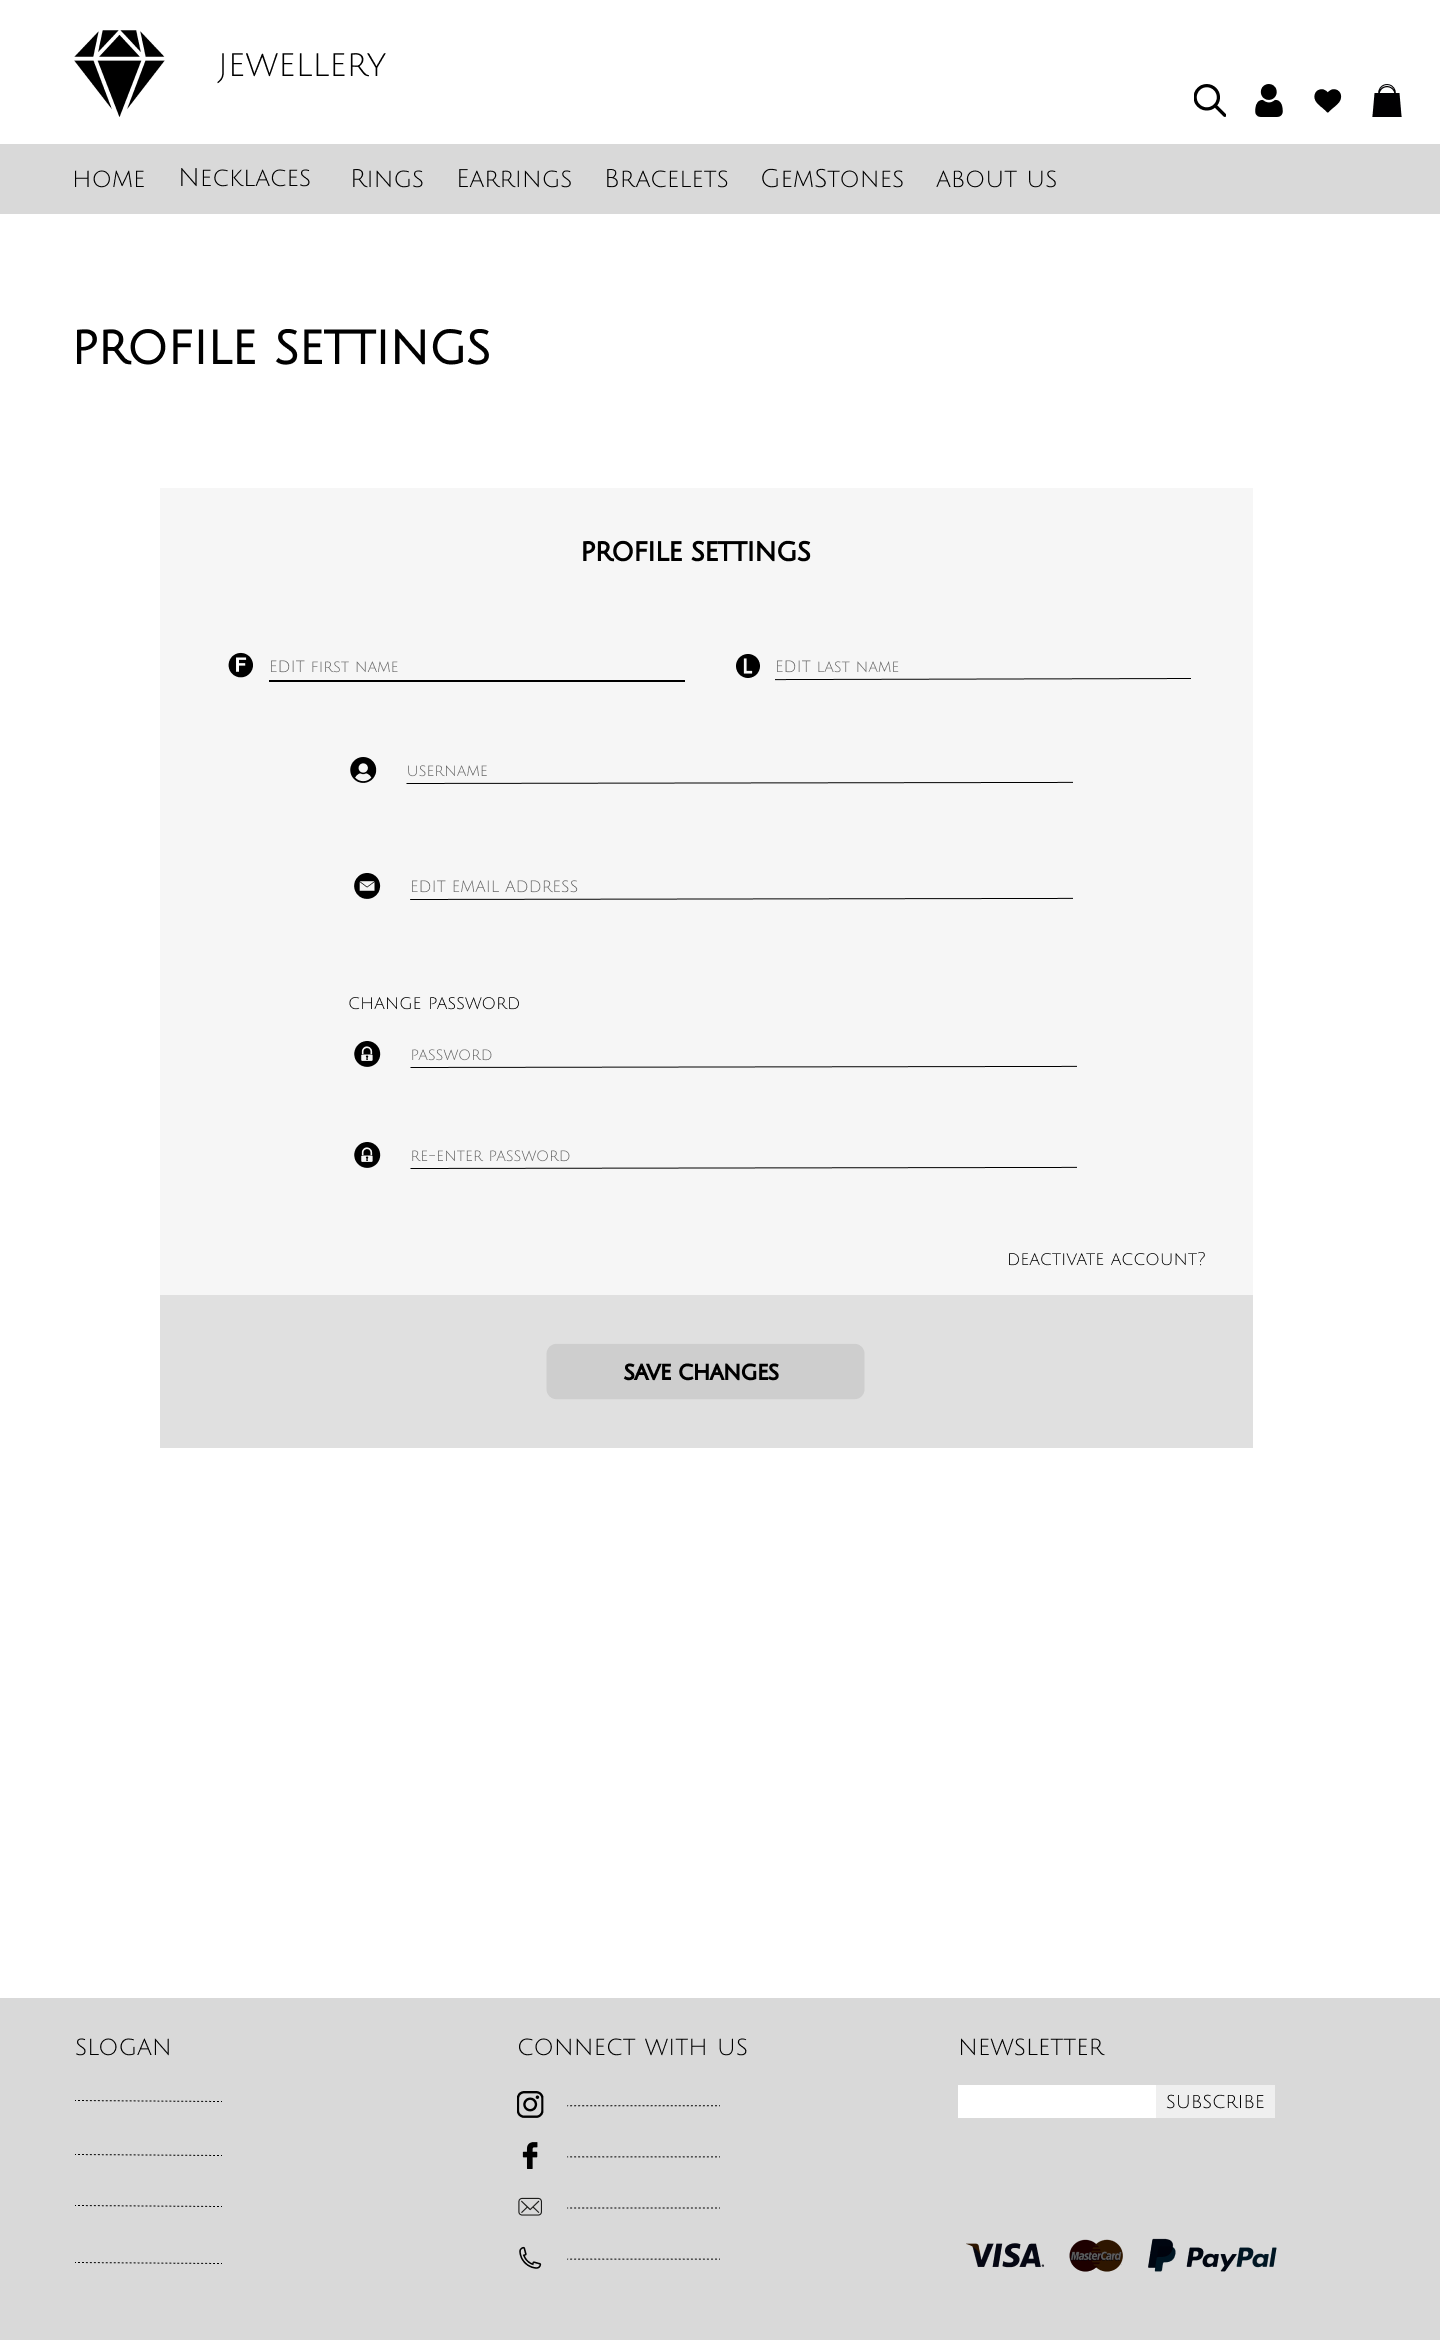 JEWELLERY
HOME NECKLACES RINGS EARRINGS BRACELETS GEMSTONES ABOUT US
PROFILE SETTINGS
PROFILE SETTINGS
F EDIT FIRST NAME L EDIT LAST NAME
USERNAME
EDIT EMAIL ADDRESS
CHANGE PASSWORD
PASSWORD
RE-ENTER PASSWORD
DEACTIVATE ACCOUNT?
SAVE CHANGES
SLOGAN CONNECT WITH US NEWSLETTER
SUBSCRIBE
VISA MasterCard PayPal